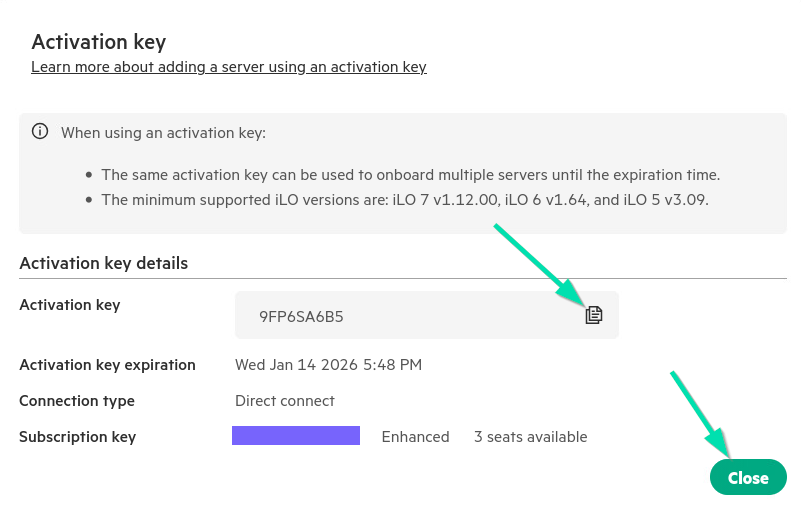 Activation key
Learn more about adding a server using an activation key
When using an activation key:
The same activation key can be used to onboard multiple servers until the expiration time.
The minimum supported iLO versions are: iLO 7 v1.12.00, iLO 6 v1.64, and iLO 5 v3.09.
Activation key details
Activation key 9FP6SA6B5
Activation key expiration Wed Jan 14 2026 5:48 PM
Connection type Direct connect
Subscription key Enhanced 3 seats available
Close